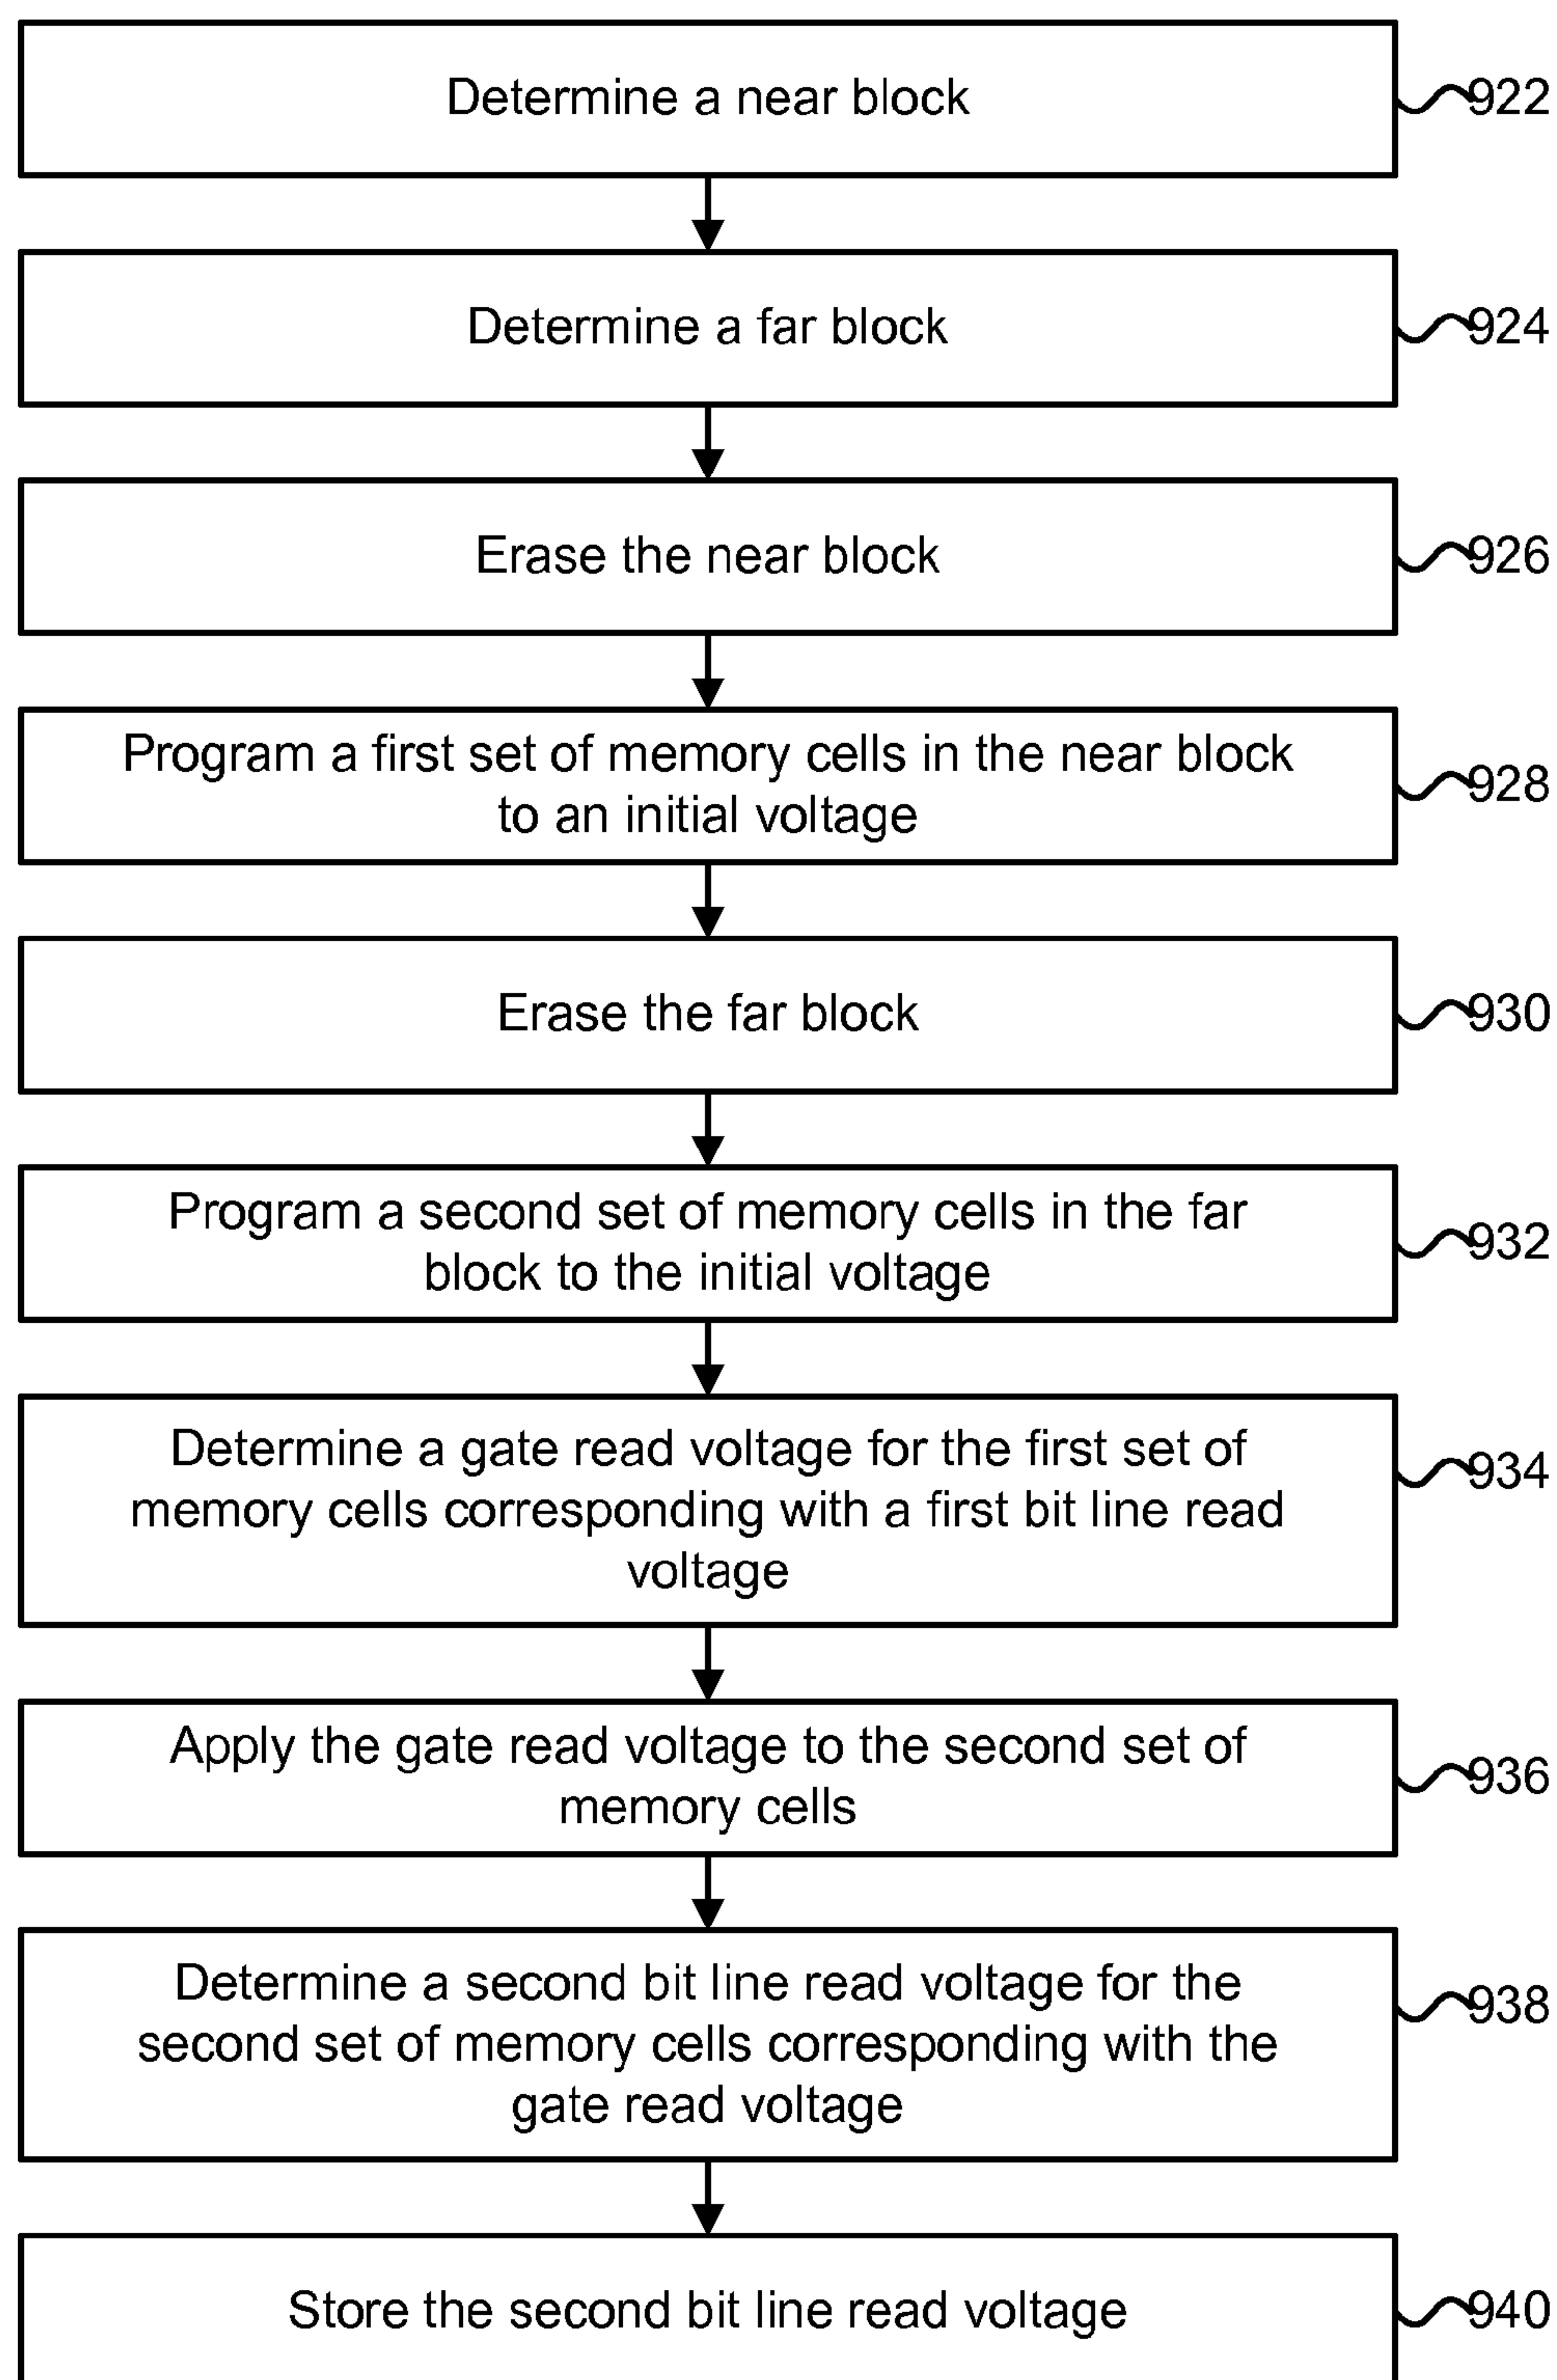 Determine a near block
922
Determine a far block
924
Erase the near block
926
Program a first set of memory cells in the near block
to an initial voltage
928
Erase the far block
930
Program a second set of memory cells in the far
block to the initial voltage
932
Determine a gate read voltage for the first set of
memory cells corresponding with a first bit line read
voltage
934
Apply the gate read voltage to the second set of
memory cells
936
Determine a second bit line read voltage for the
second set of memory cells corresponding with the
gate read voltage
938
Store the second bit line read voltage
940